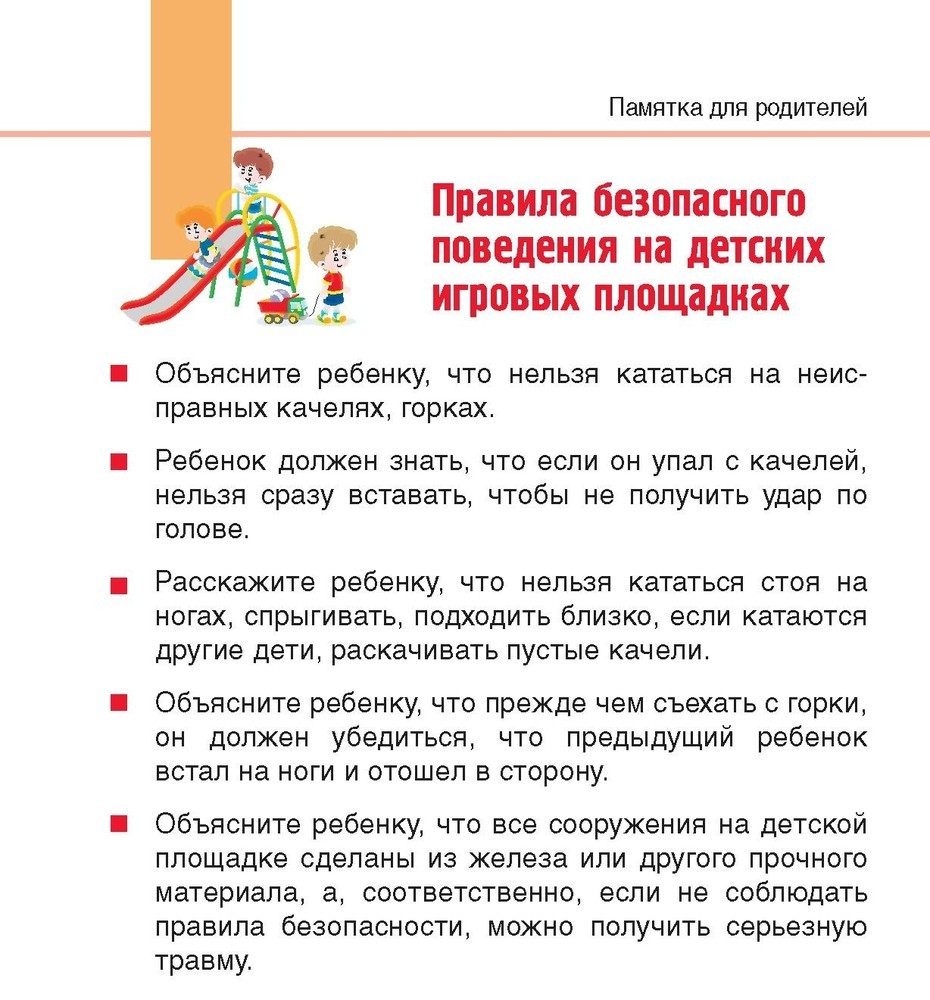 Памятка для родителей
Правила безопасного
поведения на детских
игровых площадках
Объясните ребенку, что нельзя кататься на неис-
правных качелях, горках.
Ребенок должен знать, что если он упал с качелей,
нельзя сразу вставать, чтобы не получить удар по
голове.
Расскажите ребенку, что нельзя кататься стоя на
ногах, спрыгивать, подходить близко, если катаются
другие дети, раскачивать пустые качели.
Объясните ребенку, что прежде чем съехать с горки,
он должен убедиться, что предыдущий ребенок
встал на ноги и отошел в сторону.
Объясните ребенку, что все сооружения на детской
площадке сделаны из железа или другого прочного
материала, а, соответственно, если не соблюдать
правила безопасности, можно получить серьезную
травму.